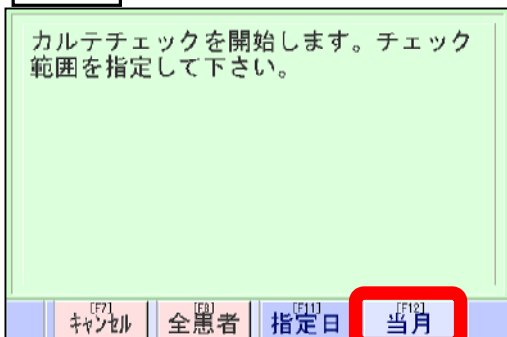 カルテチェックを開始します。チェック
範囲を指定して下さい。
[F7] [F8] [F11] [F12]
キャンセル 全患者 指定日 当月